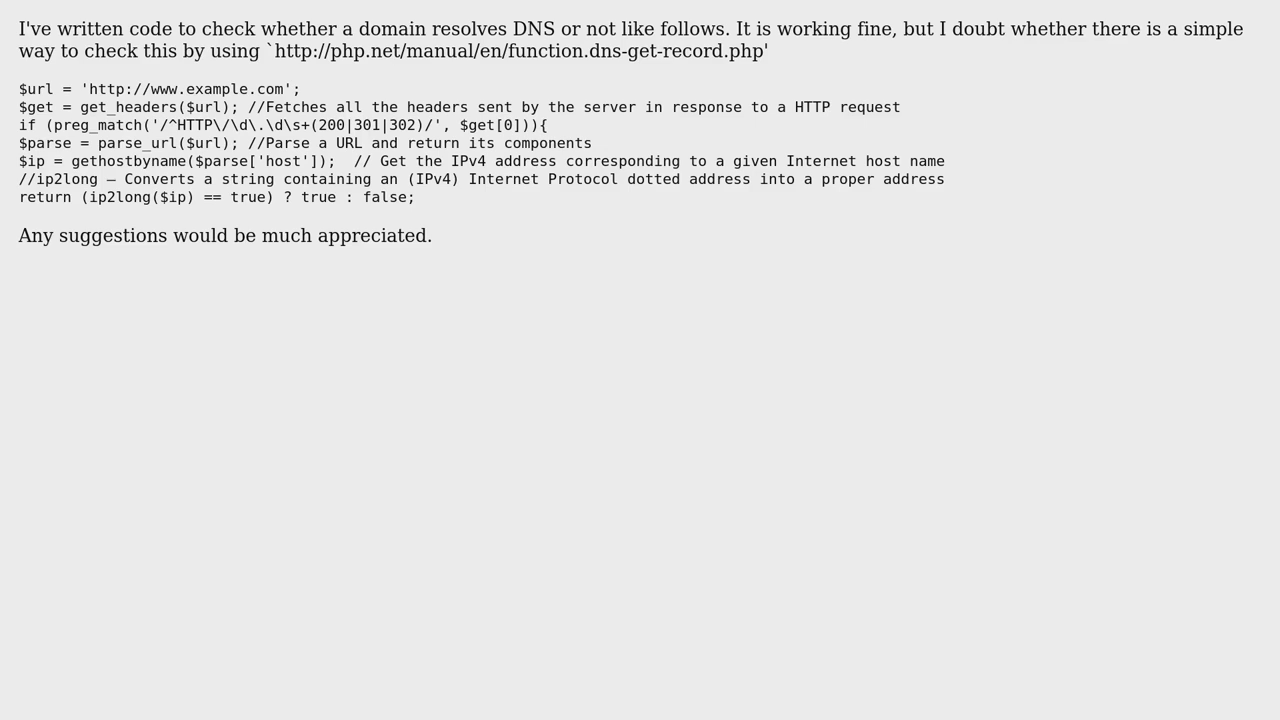 I've written code to check whether a domain resolves DNS or not like follows. It is working fine, but I doubt whether there is a simple
way to check this by using `http://php.net/manual/en/function.dns-get-record.php'
$url = 'http://www.example.com';
$get = get_headers($url); //Fetches all the headers sent by the server in response to a HTTP request
if (preg_match('/^HTTP\/\d\.\d\s+(200|301|302)/', $get[0])){
$parse = parse_url($url); //Parse a URL and return its components
$ip = gethostbyname($parse['host']);  // Get the IPv4 address corresponding to a given Internet host name
//ip2long — Converts a string containing an (IPv4) Internet Protocol dotted address into a proper address
return (ip2long($ip) == true) ? true : false;
Any suggestions would be much appreciated.